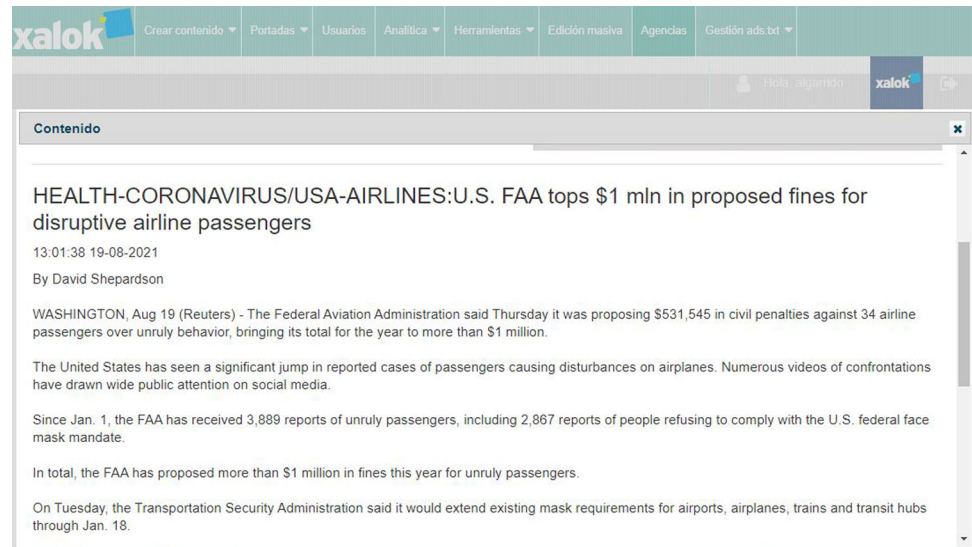 xalok
Crear contenido Portadas Usuarios Analítica Herramientas Edición masiva Agencias Gestión ads.txt
Hola, algarrido xalok
Contenido
HEALTH-CORONAVIRUS/USA-AIRLINES:U.S. FAA tops $1 mln in proposed fines for
disruptive airline passengers
13:01:38 19-08-2021
By David Shepardson
WASHINGTON, Aug 19 (Reuters) - The Federal Aviation Administration said Thursday it was proposing $531,545 in civil penalties against 34 airline
passengers over unruly behavior, bringing its total for the year to more than $1 million.
The United States has seen a significant jump in reported cases of passengers causing disturbances on airplanes. Numerous videos of confrontations
have drawn wide public attention on social media.
Since Jan. 1, the FAA has received 3,889 reports of unruly passengers, including 2,867 reports of people refusing to comply with the U.S. federal face
mask mandate.
In total, the FAA has proposed more than $1 million in fines this year for unruly passengers.
On Tuesday, the Transportation Security Administration said it would extend existing mask requirements for airports, airplanes, trains and transit hubs
through Jan. 18.